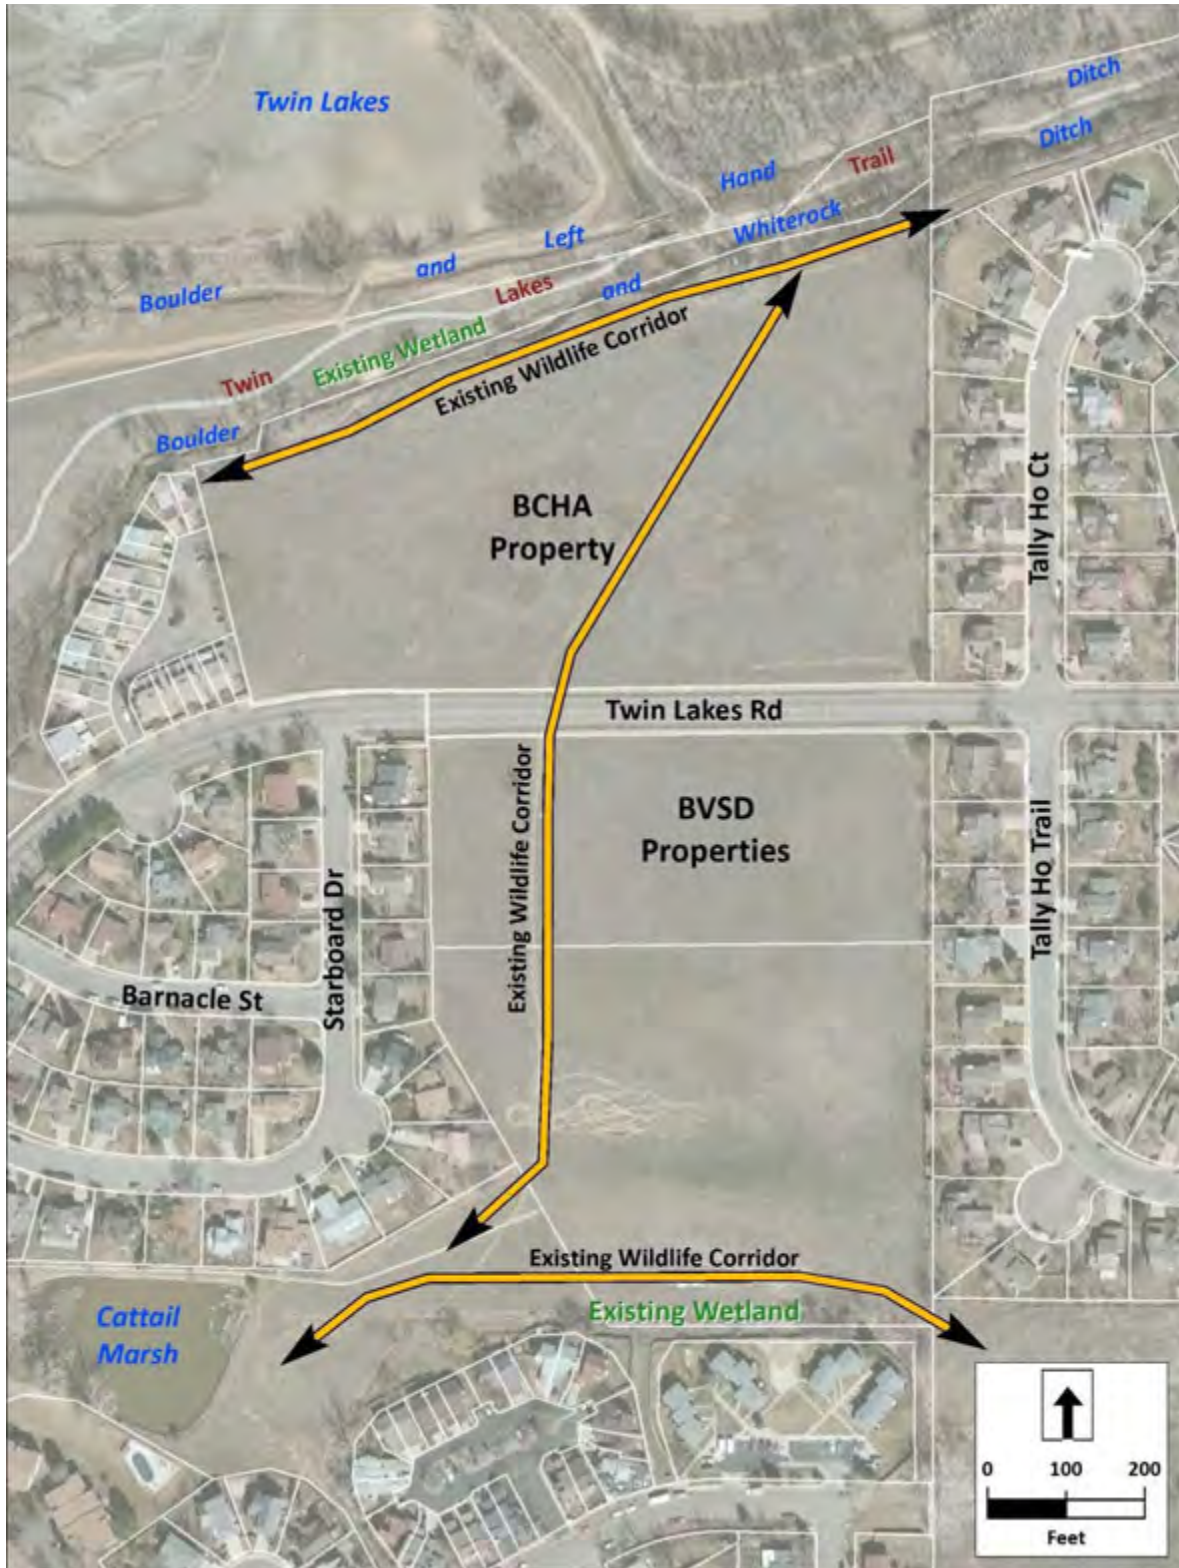 Twin Lakes
Ditch
Ditch
Boulder and Left Hand
Twin Lakes Trail
Boulder and Whiterock
Existing Wetland
Existing Wildlife Corridor
BCHA
Property
Tally Ho Ct
Twin Lakes Rd
Existing Wildlife Corridor
BVSD
Properties
Starboard Dr
Barnacle St
Tally Ho Trail
Existing Wildlife Corridor
Existing Wetland
Cattail
Marsh
0 100 200
Feet